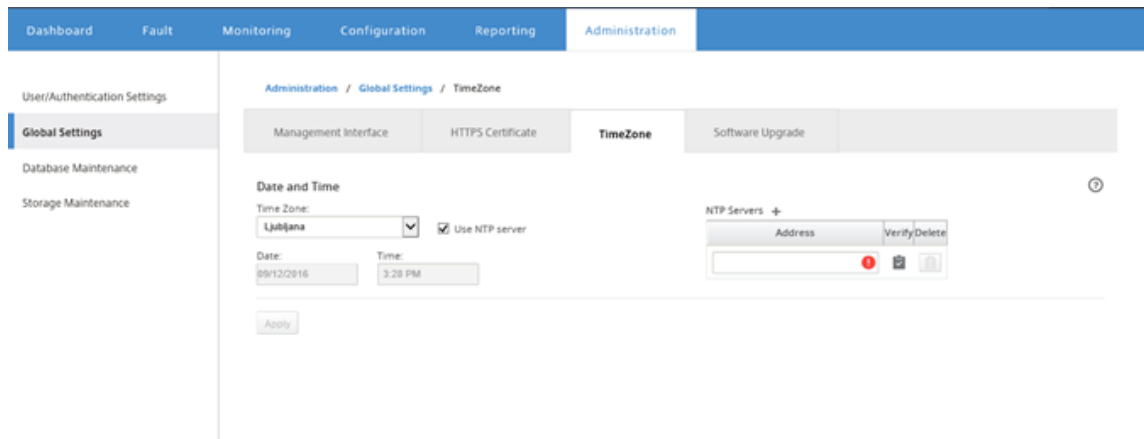 Dashboard Fault Monitoring Configuration Reporting Administration
User/Authentication Settings
Global Settings
Database Maintenance
Storage Maintenance
Administration / Global Settings / TimeZone
Management Interface HTTPS Certificate TimeZone Software Upgrade
Date and Time
Time Zone:
Ljubljana
Use NTP server
Date: Time:
09/12/2016 3:28 PM
NTP Servers +
Address Verify Delete
Apply